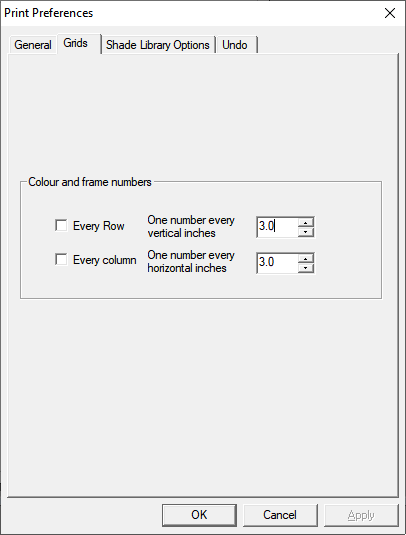 Print Preferences
General Grids Shade Library Options Undo
Colour and frame numbers
Every Row One number every 3.0
vertical inches
Every column One number every 3.0
horizontal inches
OK Cancel Apply